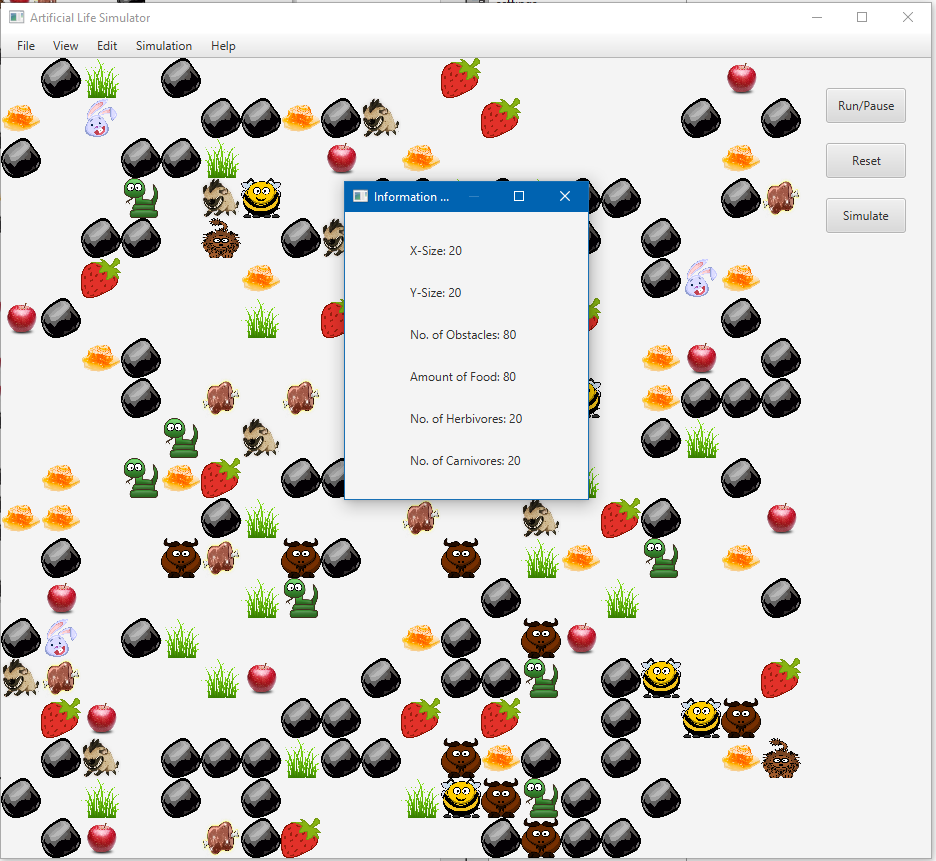 Artificial Life Simulator
File View Edit Simulation Help
Run/Pause
Reset
Simulate
Information ...
X-Size: 20
Y-Size: 20
No. of Obstacles: 80
Amount of Food: 80
No. of Herbivores: 20
No. of Carnivores: 20